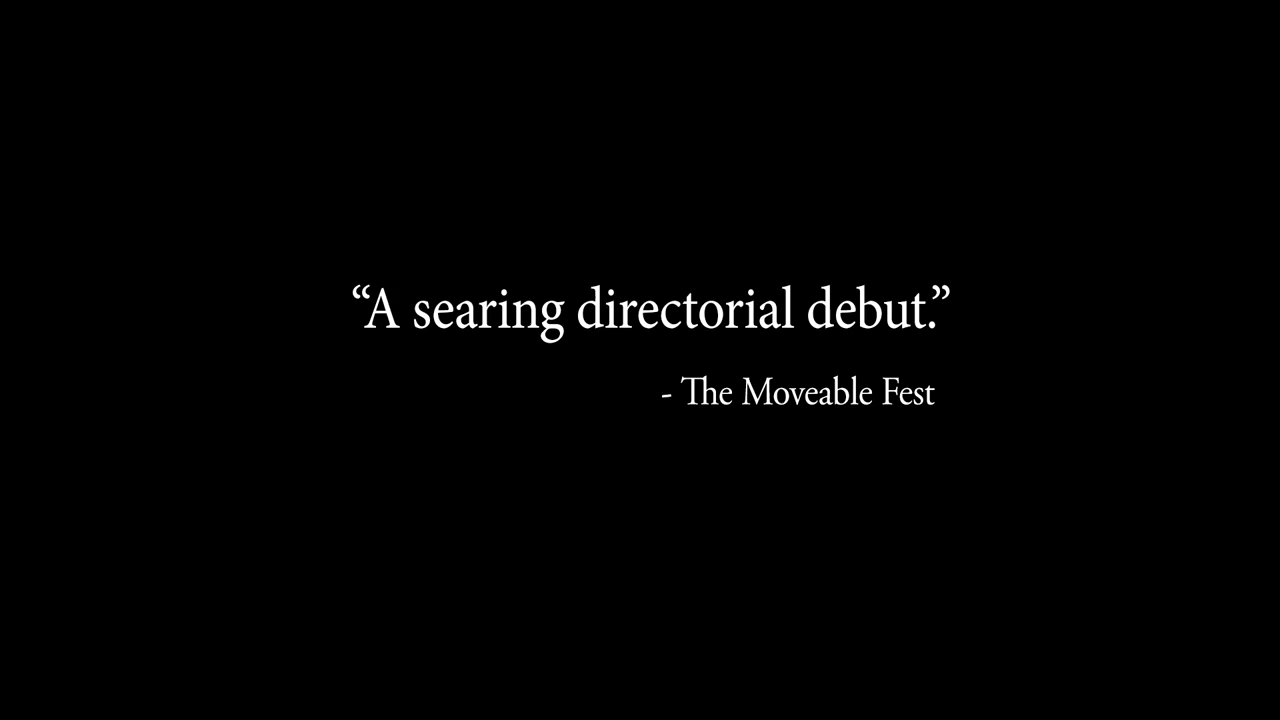 “A searing directorial debut.”
- The Moveable Fest